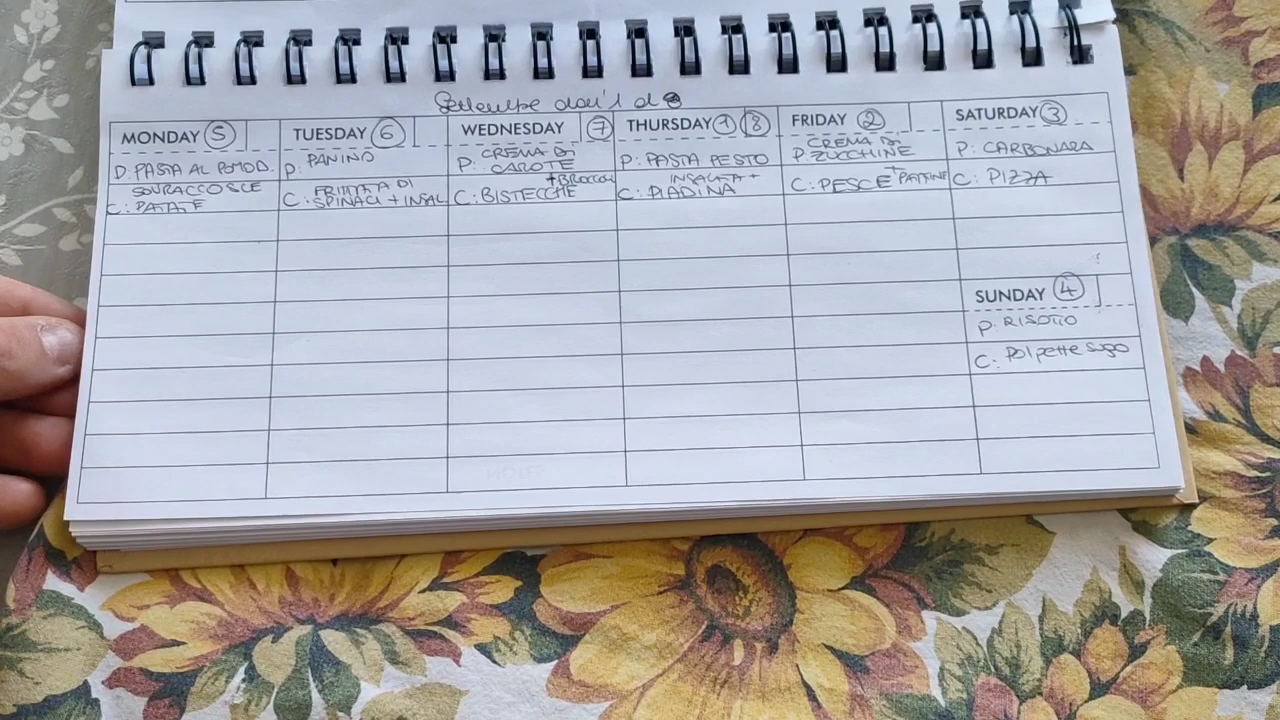 Settembre dall'1 all'8
MONDAY 5
D: PASTA AL POMOD.
SOVRACCOSCE
C: PATATE
TUESDAY 6
P: PANINO
FRITTATA DI
C: SPINACI + INSAL
WEDNESDAY 7
CREMA DI
P: CAROTE
+BROCCOLI
C: BISTECCHE
THURSDAY 1 8
P: PASTA PESTO
INSALATA +
C: PIADINA
FRIDAY 2
CREMA DI
P: ZUCCHINE
C: PESCE + PATATINE
SATURDAY 3
P: CARBONARA
C: PIZZA
SUNDAY 4
P: RISOTTO
C: Polpette sugo